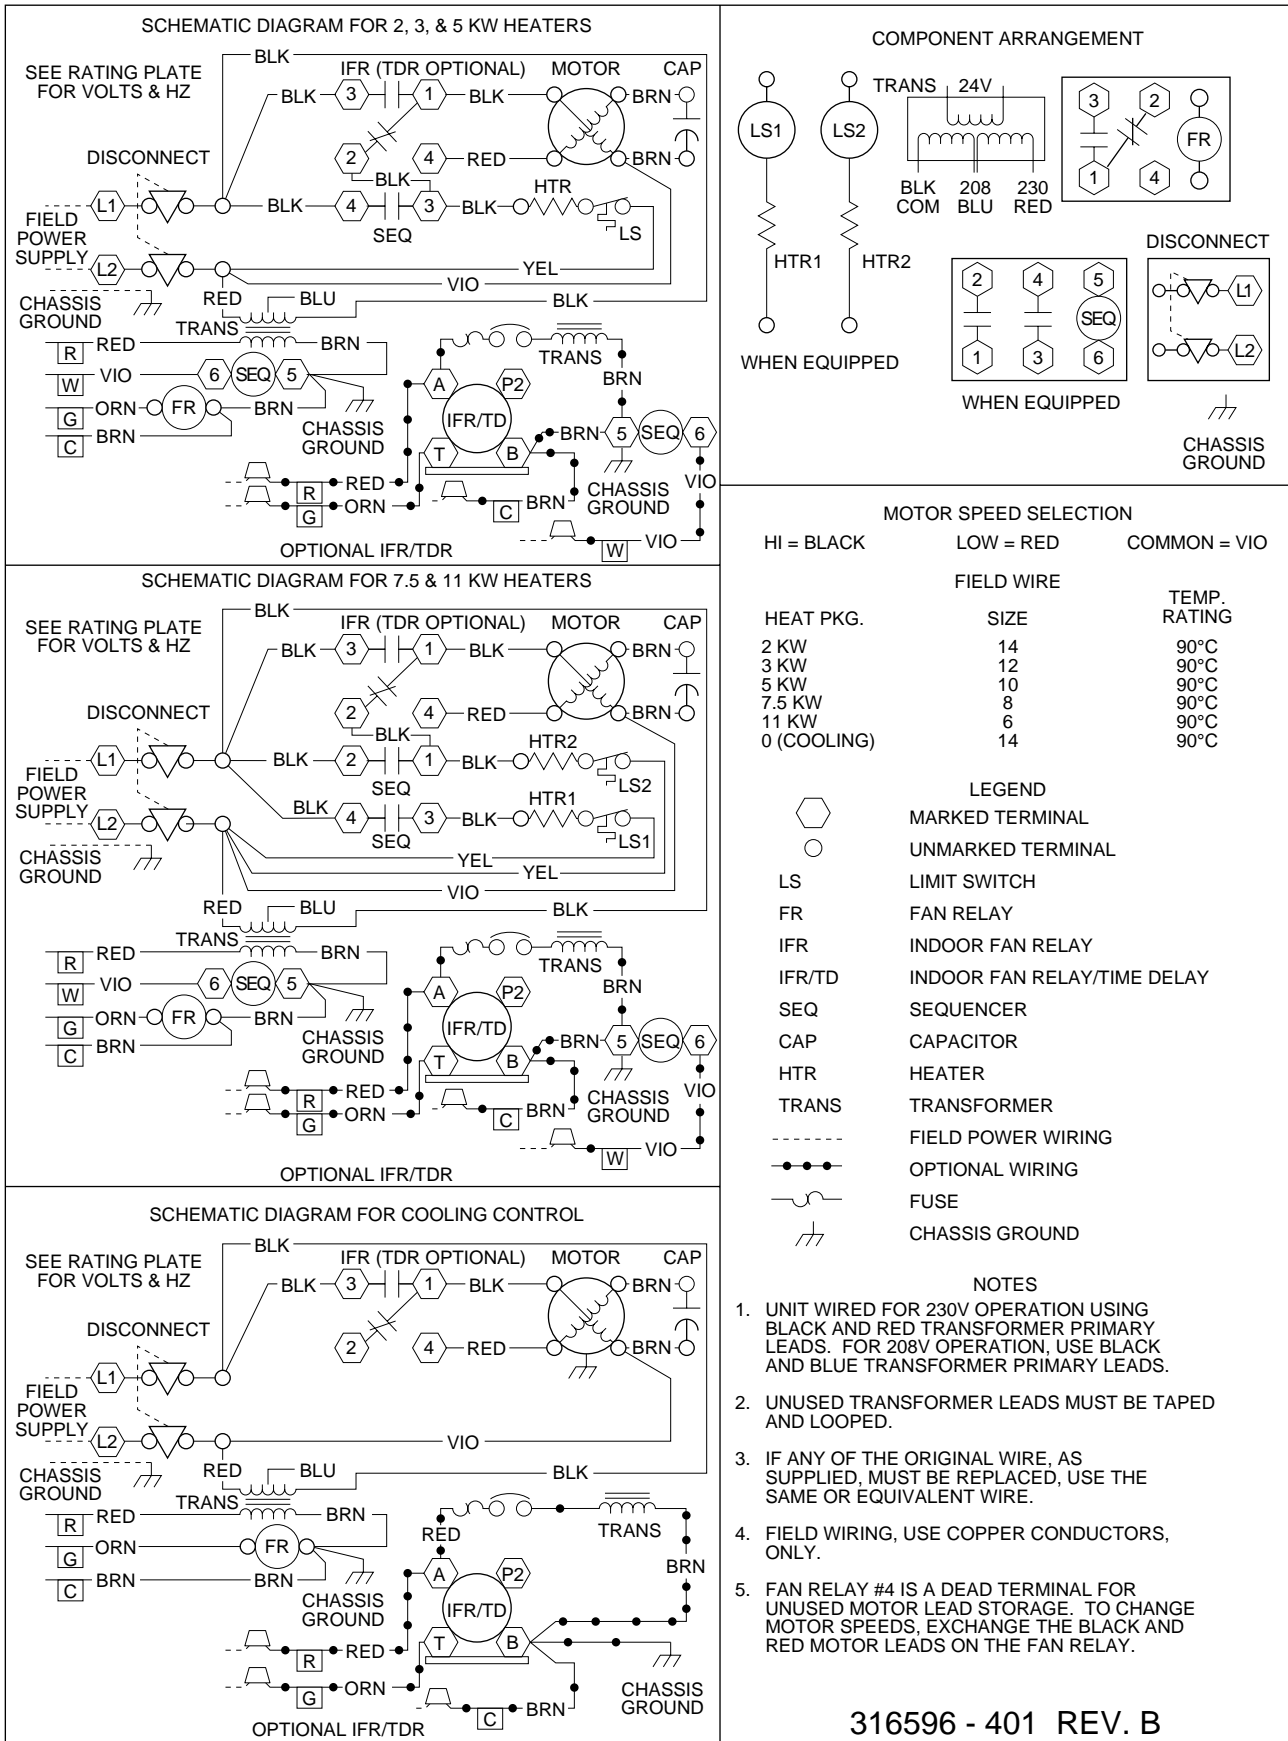 SCHEMATIC DIAGRAM FOR 2, 3, & 5 KW HEATERS
SEE RATING PLATE
FOR VOLTS & HZ
BLK
IFR (TDR OPTIONAL) MOTOR CAP
BLK 3 1 BLK BRN
DISCONNECT
2 4 RED BRN
BLK
HTR
L1 BLK 4 3 BLK
SEQ LS
FIELD
POWER
SUPPLY
L2 YEL
VIO
CHASSIS
GROUND
RED BLU BLK
TRANS
R RED BRN
W VIO 6 SEQ 5
G ORN FR BRN
C BRN
CHASSIS
GROUND
TRANS
BRN
A P2
IFR/TD
T B BRN 5 SEQ 6
R RED
G ORN
C BRN
CHASSIS
GROUND
VIO
W VIO
OPTIONAL IFR/TDR
SCHEMATIC DIAGRAM FOR 7.5 & 11 KW HEATERS
SEE RATING PLATE
FOR VOLTS & HZ
BLK
IFR (TDR OPTIONAL) MOTOR CAP
BLK 3 1 BLK BRN
DISCONNECT
2 4 RED BRN
BLK
HTR2
L1 BLK 2 1 BLK
SEQ LS2
HTR1
BLK 4 3 BLK
SEQ LS1
FIELD
POWER
SUPPLY
L2
YEL
YEL
VIO
CHASSIS
GROUND
RED BLU BLK
TRANS
R RED BRN
W VIO 6 SEQ 5
G ORN FR BRN
C BRN
CHASSIS
GROUND
TRANS
BRN
A P2
IFR/TD
T B BRN 5 SEQ 6
R RED
G ORN
C BRN
CHASSIS
GROUND
VIO
W VIO
OPTIONAL IFR/TDR
SCHEMATIC DIAGRAM FOR COOLING CONTROL
SEE RATING PLATE
FOR VOLTS & HZ
BLK
IFR (TDR OPTIONAL) MOTOR CAP
BLK 3 1 BLK BRN
DISCONNECT
2 4 RED BRN
L1
FIELD
POWER
SUPPLY
L2 VIO
CHASSIS
GROUND
RED BLU BLK
TRANS
R RED BRN
G ORN FR
C BRN BRN
CHASSIS
GROUND
RED TRANS
BRN
A P2
IFR/TD
T B
R RED
G ORN
C BRN
CHASSIS
GROUND
OPTIONAL IFR/TDR
COMPONENT ARRANGEMENT
LS1 LS2
TRANS 24V
BLK 208 230
COM BLU RED
3 2 FR
1 4
HTR1 HTR2
WHEN EQUIPPED
2 4 5
SEQ
1 3 6
WHEN EQUIPPED
DISCONNECT
L1
L2
CHASSIS
GROUND
MOTOR SPEED SELECTION
HI = BLACK LOW = RED COMMON = VIO
FIELD WIRE
HEAT PKG. SIZE TEMP.
RATING
2 KW 14 90°C
3 KW 12 90°C
5 KW 10 90°C
7.5 KW 8 90°C
11 KW 6 90°C
0 (COOLING) 14 90°C
LEGEND
MARKED TERMINAL
UNMARKED TERMINAL
LS LIMIT SWITCH
FR FAN RELAY
IFR INDOOR FAN RELAY
IFR/TD INDOOR FAN RELAY/TIME DELAY
SEQ SEQUENCER
CAP CAPACITOR
HTR HEATER
TRANS TRANSFORMER
FIELD POWER WIRING
OPTIONAL WIRING
FUSE
CHASSIS GROUND
NOTES
1. UNIT WIRED FOR 230V OPERATION USING
BLACK AND RED TRANSFORMER PRIMARY
LEADS. FOR 208V OPERATION, USE BLACK
AND BLUE TRANSFORMER PRIMARY LEADS.
2. UNUSED TRANSFORMER LEADS MUST BE TAPED
AND LOOPED.
3. IF ANY OF THE ORIGINAL WIRE, AS
SUPPLIED, MUST BE REPLACED, USE THE
SAME OR EQUIVALENT WIRE.
4. FIELD WIRING, USE COPPER CONDUCTORS,
ONLY.
5. FAN RELAY #4 IS A DEAD TERMINAL FOR
UNUSED MOTOR LEAD STORAGE. TO CHANGE
MOTOR SPEEDS, EXCHANGE THE BLACK AND
RED MOTOR LEADS ON THE FAN RELAY.
316596 - 401 REV. B